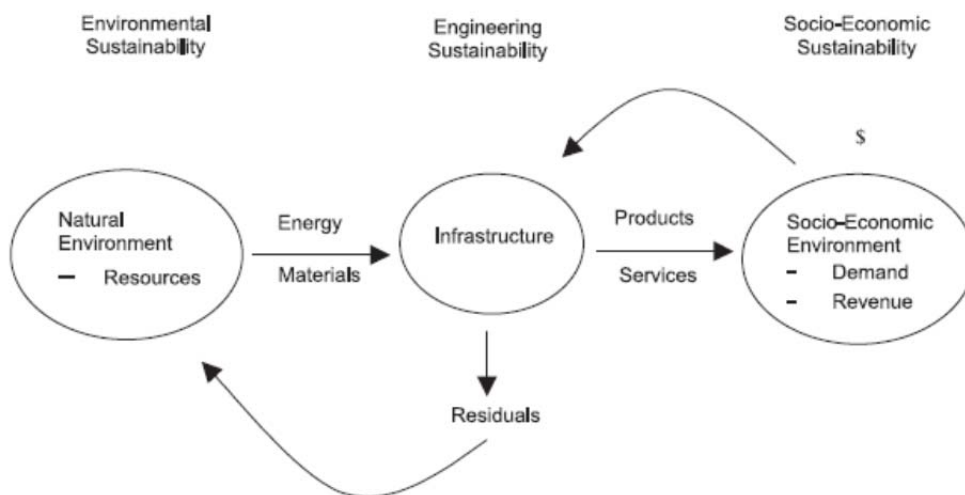 Environmental
Sustainability
Engineering
Sustainability
Socio-Economic
Sustainability
$
Natural
Environment
– Resources
Energy
Materials
Infrastructure
Products
Services
Socio-Economic
Environment
- Demand
- Revenue
Residuals